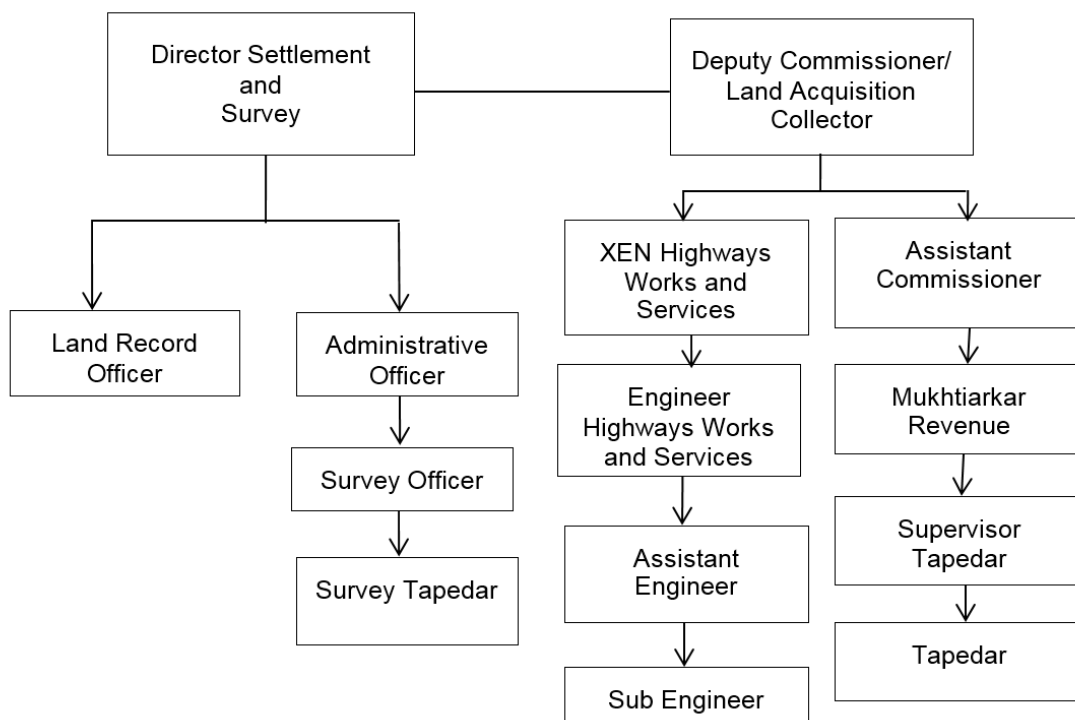 Director Settlement
and
Survey
Deputy Commissioner/
Land Acquisition
Collector
Land Record
Officer
Administrative
Officer
Survey Officer
Survey Tapedar
XEN Highways
Works and
Services
Engineer
Highways Works
and Services
Assistant
Engineer
Sub Engineer
Assistant
Commissioner
Mukhtiarkar
Revenue
Supervisor
Tapedar
Tapedar